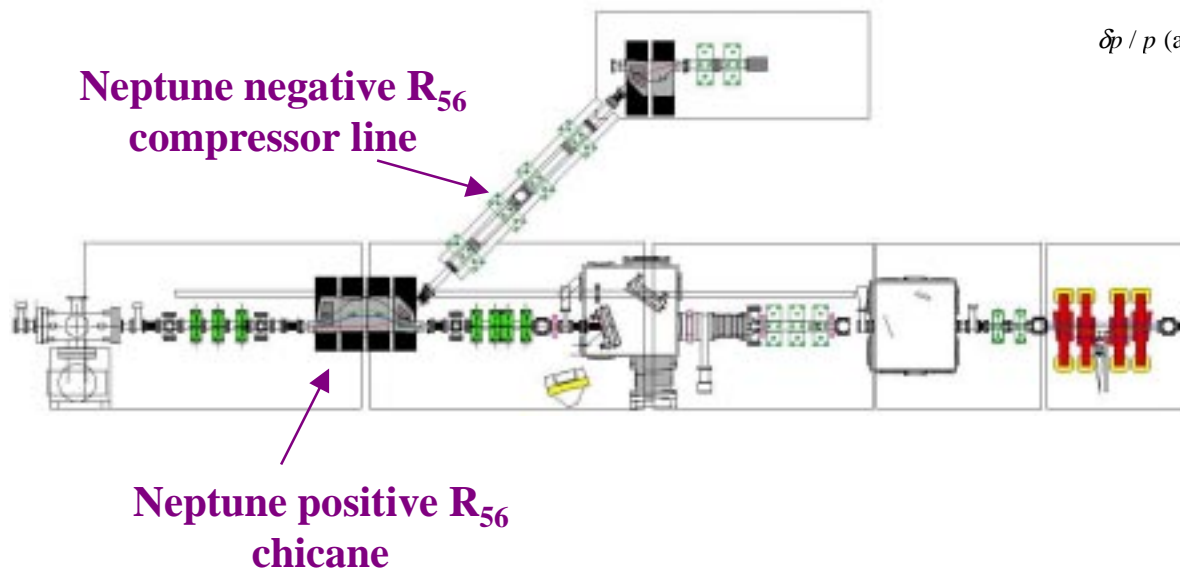 δp / p (a
Neptune negative R₅₆
compressor line
Neptune positive R₅₆
chicane